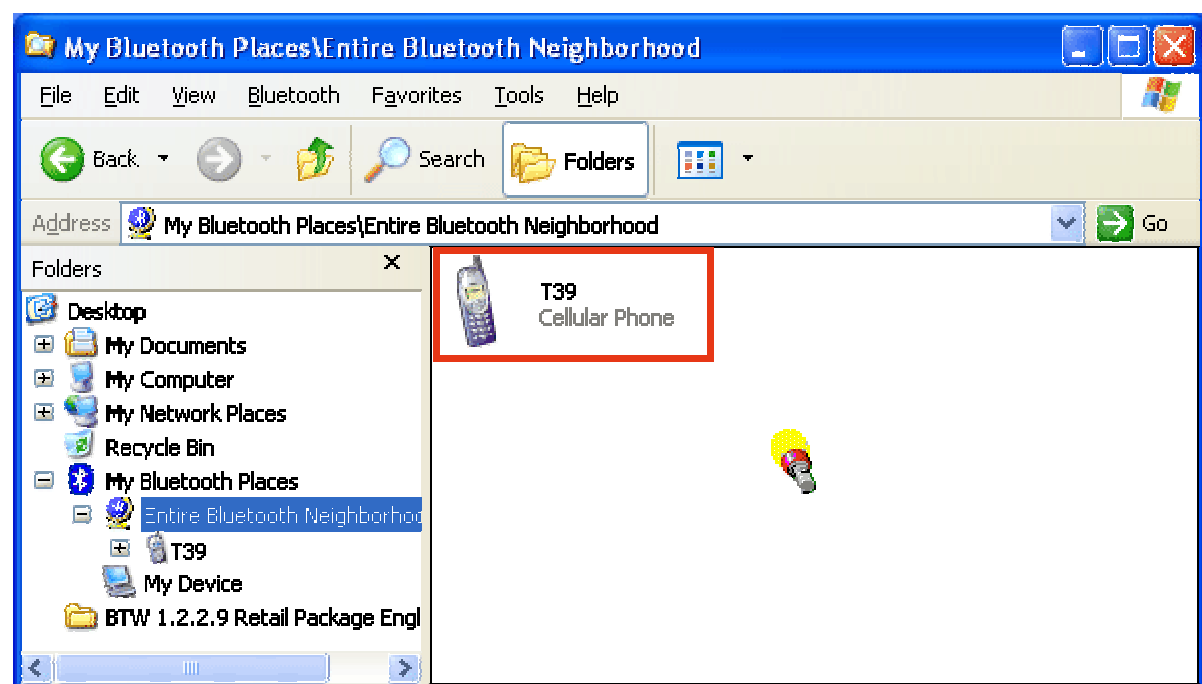 My Bluetooth Places\Entire Bluetooth Neighborhood
File Edit View Bluetooth Favorites Tools Help
Back Search Folders
Address My Bluetooth Places\Entire Bluetooth Neighborhood Go
Folders
Desktop
My Documents
My Computer
My Network Places
Recycle Bin
My Bluetooth Places
Entire Bluetooth Neighborhoo
T39
My Device
BTW 1.2.2.9 Retail Package Engl
T39
Cellular Phone